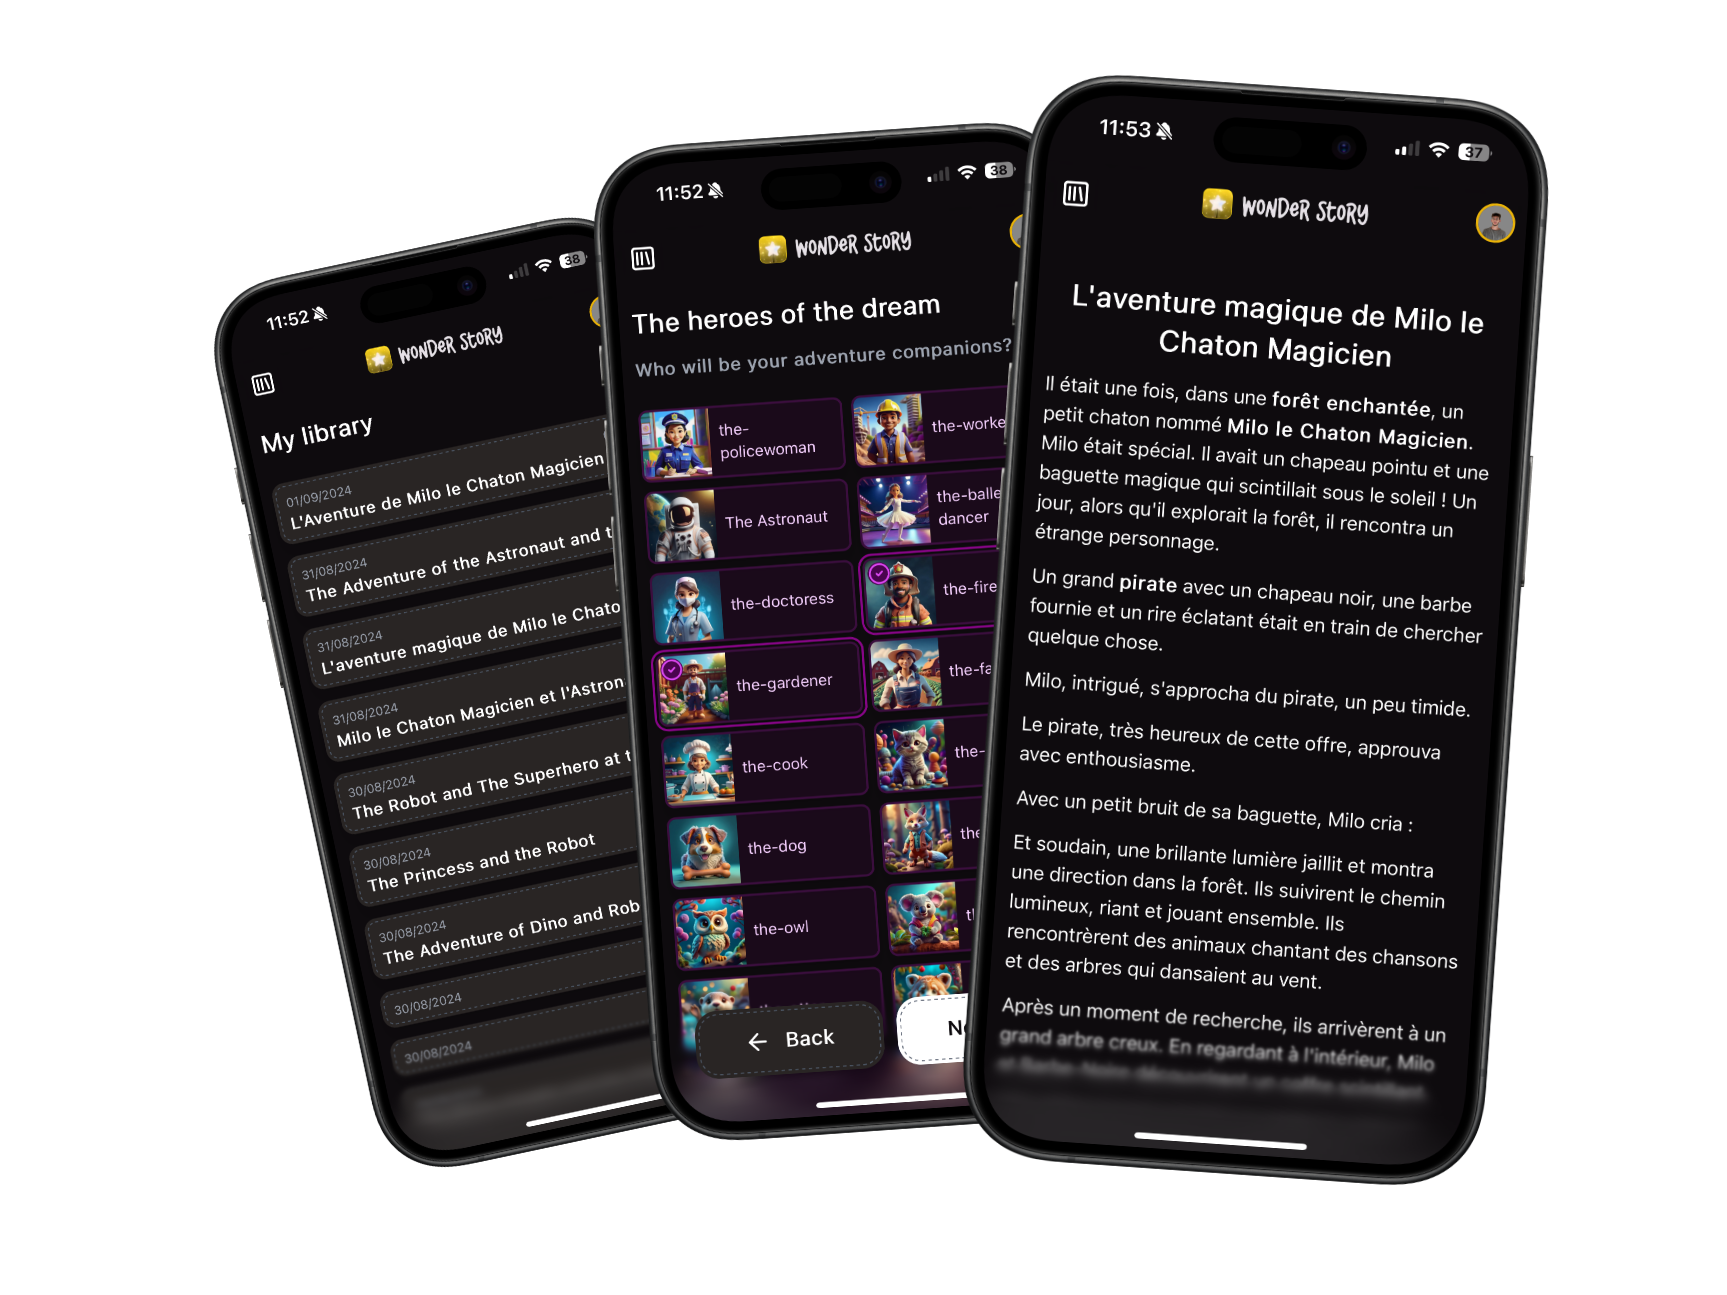 11:52
38
WONDER STORY
My library
01/09/2024
L'Aventure de Milo le Chaton Magicien
31/08/2024
The Adventure of the Astronaut and
31/08/2024
L'aventure magique de Milo le
31/08/2024
Milo le Chaton Magicien et
30/08/2024
The Robot and The Superhero at
30/08/2024
The Princess and the Robot
30/08/2024
The Adventure of Dino and
30/08/2024
30/08/2024
11:52
38
WONDER STORY
The heroes of the dream
Who will be your adventure companions?
the-
policewoman
The Astronaut
dancer
the-doctoress
the-gardener
the-cook
the-
the-dog
the-owl
Back
11:53
37
WONDER STORY
L'aventure magique de Milo le
Chaton Magicien
Il était une fois, dans une forêt enchantée, un
petit chaton nommé Milo le Chaton Magicien.
Milo était spécial. Il avait un chapeau pointu et une
baguette magique qui scintillait sous le soleil ! Un
jour, alors qu'il explorait la forêt, il rencontra un
étrange personnage.
Un grand pirate avec un chapeau noir, une barbe
fournie et un rire éclatant était en train de chercher
quelque chose.
Milo, intrigué, s'approcha du pirate, un peu timide.
Le pirate, très heureux de cette offre, approuva
avec enthousiasme.
Avec un petit bruit de sa baguette, Milo cria :
Et soudain, une brillante lumière jaillit et montra
une direction dans la forêt. Ils suivirent le chemin
lumineux, riant et jouant ensemble. Ils
rencontrèrent des animaux chantant des chansons
et des arbres qui dansaient au vent.
Après un moment de recherche, ils arrivèrent à un
grand arbre creux. En regardant à l'intérieur, Milo
et Barbe-Noire découvrirent un coffre scintillant.